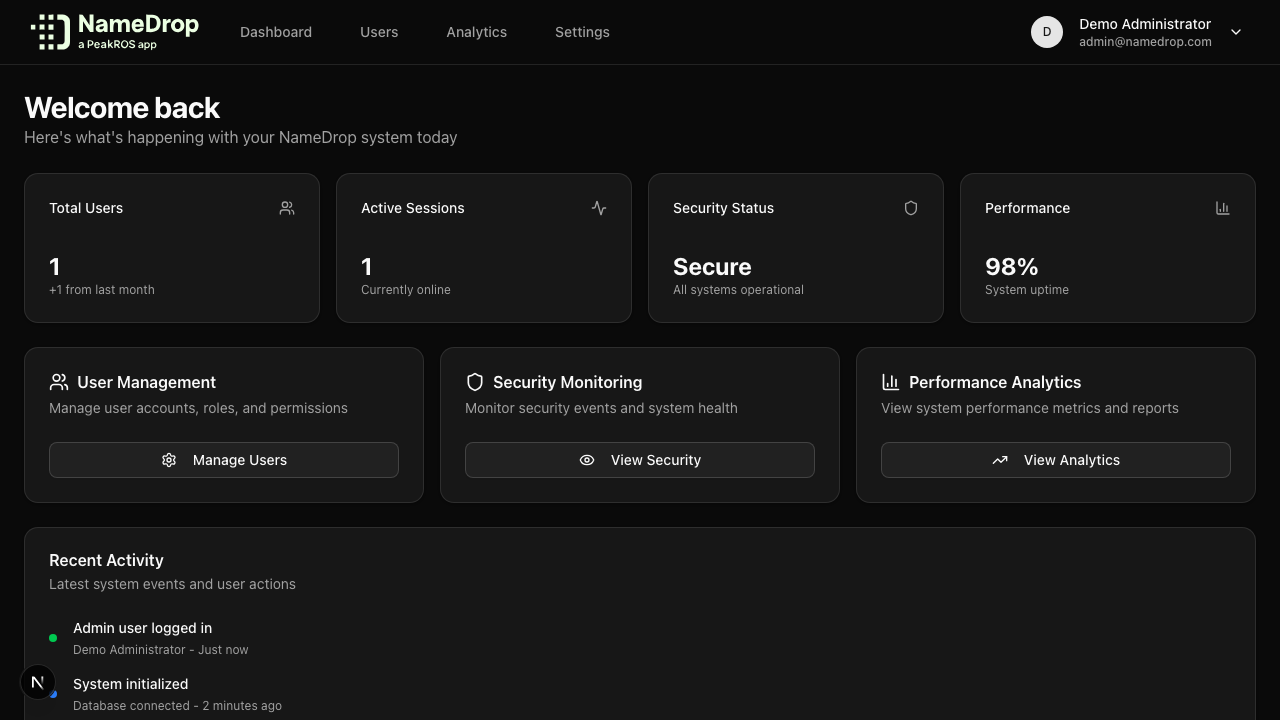 NameDrop
a PeakROS app
Dashboard
Users
Analytics
Settings
D
Demo Administrator
admin@namedrop.com
Welcome back
Here's what's happening with your NameDrop system today
Total Users
1
+1 from last month
Active Sessions
1
Currently online
Security Status
Secure
All systems operational
Performance
98%
System uptime
User Management
Manage user accounts, roles, and permissions
Manage Users
Security Monitoring
Monitor security events and system health
View Security
Performance Analytics
View system performance metrics and reports
View Analytics
Recent Activity
Latest system events and user actions
Admin user logged in
Demo Administrator - Just now
N
System initialized
Database connected - 2 minutes ago